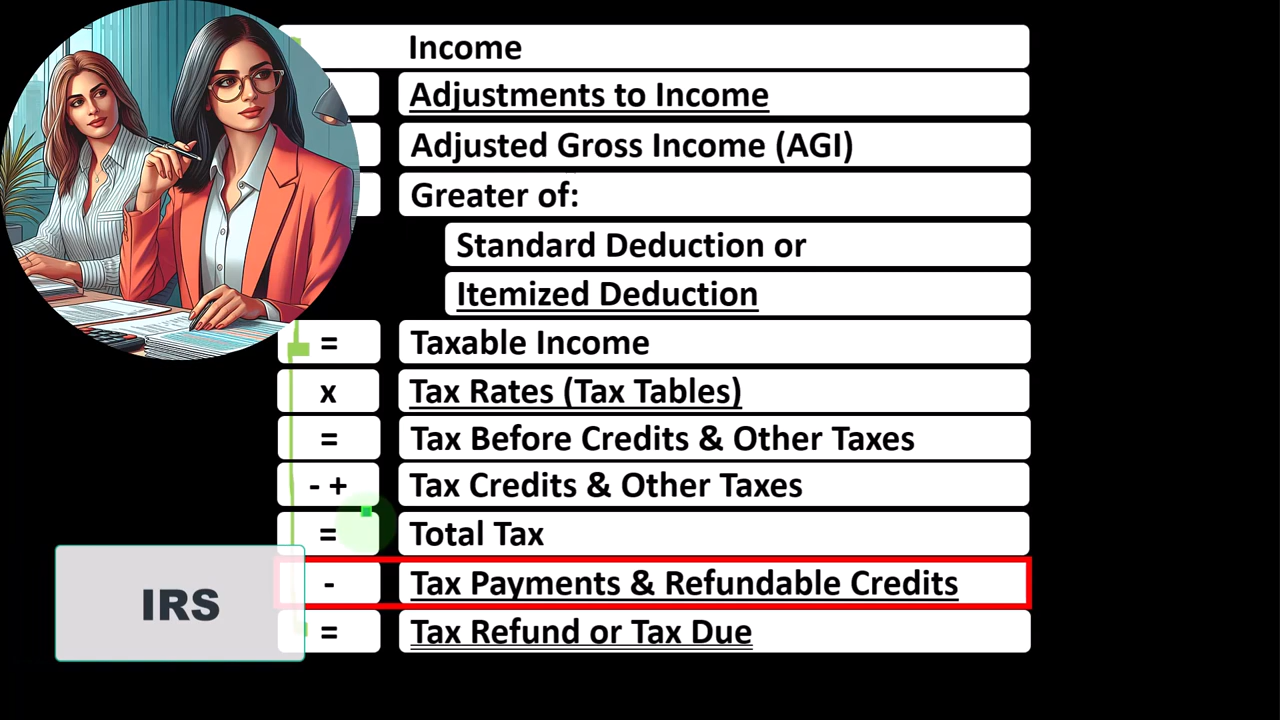 Income
Adjustments to Income
Adjusted Gross Income (AGI)
Greater of:
Standard Deduction or
Itemized Deduction
= Taxable Income
x Tax Rates (Tax Tables)
= Tax Before Credits & Other Taxes
- + Tax Credits & Other Taxes
= Total Tax
- Tax Payments & Refundable Credits
= Tax Refund or Tax Due
IRS